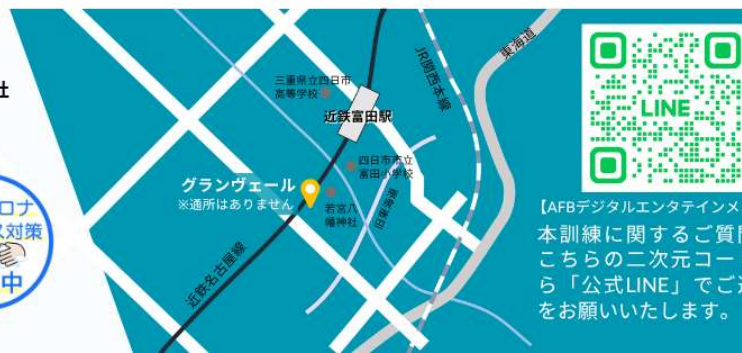 社
ロナ
ス対策
中
三重県立四日市
高等学校
近鉄富田駅
JR関西本線
東海道
グランヴェール
※通所はありません
四日市市立
富田小学校
若宮八
幡神社
旧東海道
近鉄名古屋線
LINE
【AFBデジタルエンタテインメ
本訓練に関するご質問
こちらの二次元コー
ら「公式LINE」でご連
をお願いいたします。